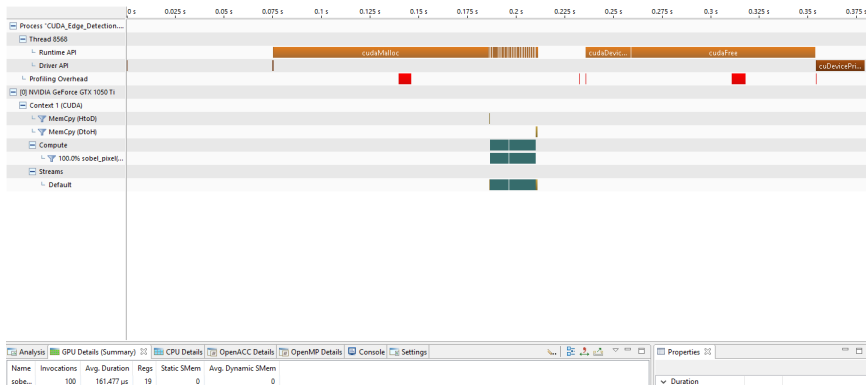 0 s 0.025 s 0.05 s 0.075 s 0.1 s 0.125 s 0.15 s 0.175 s 0.2 s 0.225 s 0.25 s 0.275 s 0.3 s 0.325 s 0.35 s 0.375 s
Process "CUDA_Edge_Detection....
Thread 8568
Runtime API cudaMalloc cudaDevic... cudaFree
Driver API cuDevicePri...
Profiling Overhead
[0] NVIDIA GeForce GTX 1050 Ti
Context 1 (CUDA)
MemCpy (HtoD)
MemCpy (DtoH)
Compute
100.0% sobel_pixel(...
Streams
Default
Analysis GPU Details (Summary) CPU Details OpenACC Details OpenMP Details Console Settings Properties
Name Invocations Avg. Duration Regs Static SMem Avg. Dynamic SMem
sobe... 100 161.477 µs 19 0 0
Duration